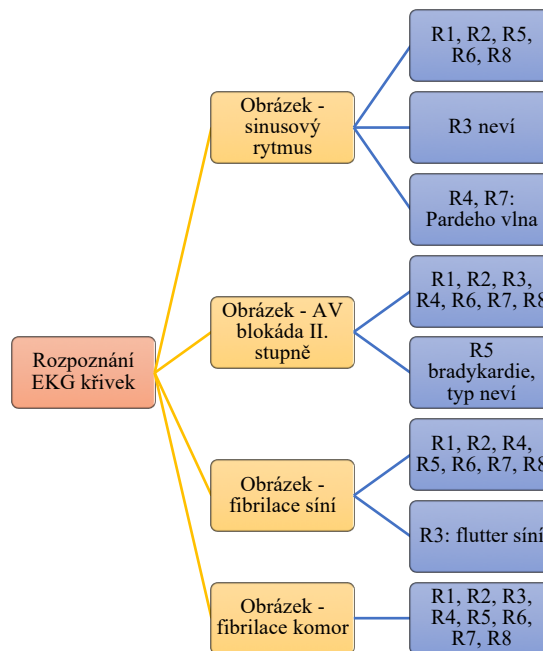 Rozpoznání
EKG křivek
Obrázek -
sinusový
rytmus
R1, R2, R5,
R6, R8
R3 neví
R4, R7:
Pardeho vlna
Obrázek - AV
blokáda II.
stupně
R1, R2, R3,
R4, R6, R7, R8
R5
bradykardie,
typ neví
Obrázek -
fibrilace síní
R1, R2, R4,
R5, R6, R7, R8
R3: flutter síní
Obrázek -
fibrilace komor
R1, R2, R3,
R4, R5, R6,
R7, R8